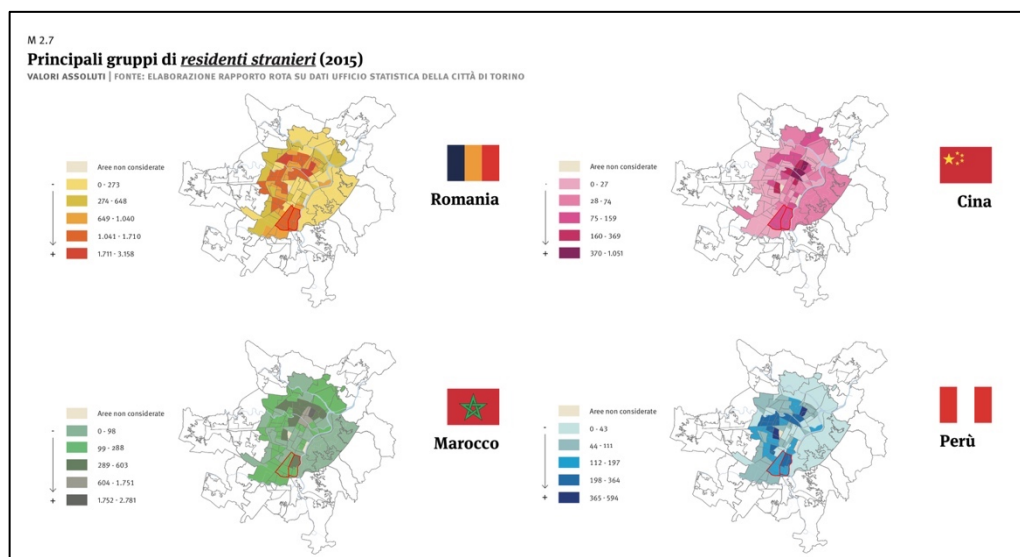 M 2.7
Principali gruppi di residenti stranieri (2015)
VALORI ASSOLUTI | FONTE: ELABORAZIONE RAPPORTO ROTA SU DATI UFFICIO STATISTICA DELLA CITTÀ DI TORINO
Aree non considerate
-
0 - 273
274 - 648
649 - 1.040
1.041 - 1.710
+
1.711 - 3.158
Romania
Aree non considerate
-
0 - 27
28 - 74
75 - 159
160 - 369
+
370 - 1.051
Cina
Aree non considerate
-
0 - 98
99 - 288
289 - 603
604 - 1.751
+
1.752 - 2.781
Marocco
Aree non considerate
-
0 - 43
44 - 111
112 - 197
198 - 364
+
365 - 594
Perù